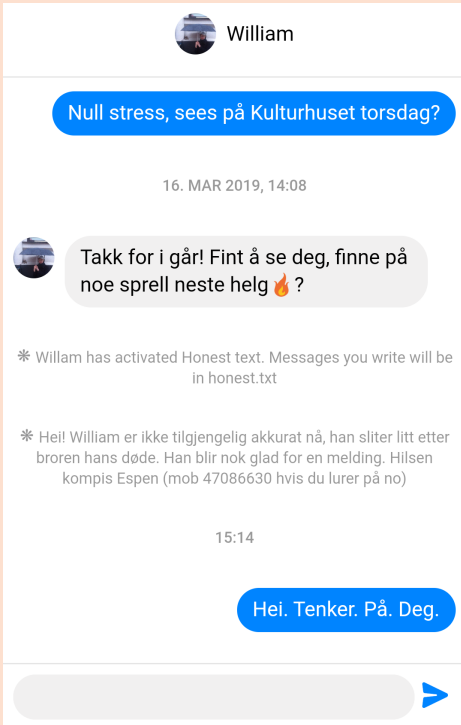 William
Null stress, sees på Kulturhuset torsdag?
16. MAR 2019, 14:08
Takk for i går! Fint å se deg, finne på
noe sprell neste helg🔥?
❋ Willam has activated Honest text. Messages you write will be
in honest.txt
❋ Hei! William er ikke tilgjengelig akkurat nå, han sliter litt etter
broren hans døde. Han blir nok glad for en melding. Hilsen
kompis Espen (mob 47086630 hvis du lurer på no)
15:14
Hei. Tenker. På. Deg.